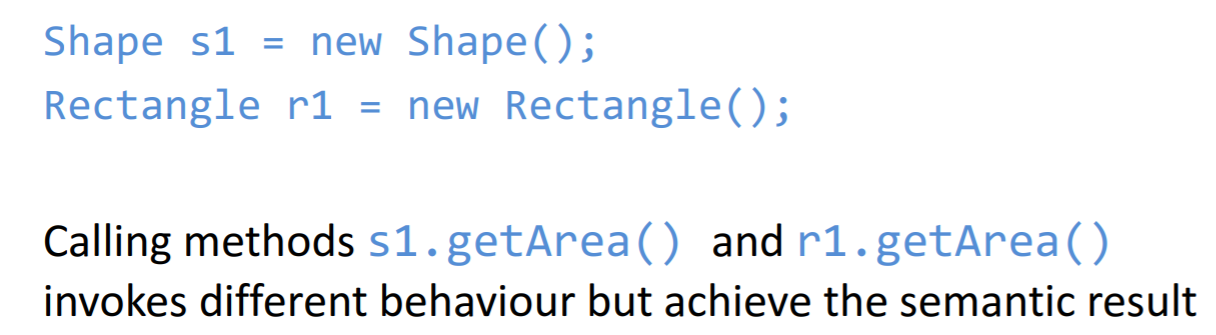 Shape s1 = new Shape();
Rectangle r1 = new Rectangle();
Calling methods s1.getArea() and r1.getArea()
invokes different behaviour but achieve the semantic result